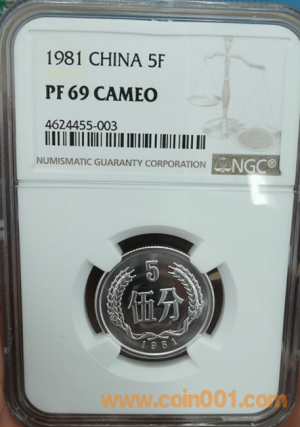 1981 CHINA 5F
PF 69 CAMEO
4624455-003
NUMISMATIC GUARANTY CORPORATION
NGC®
5
伍分
1981
www.coin001.com